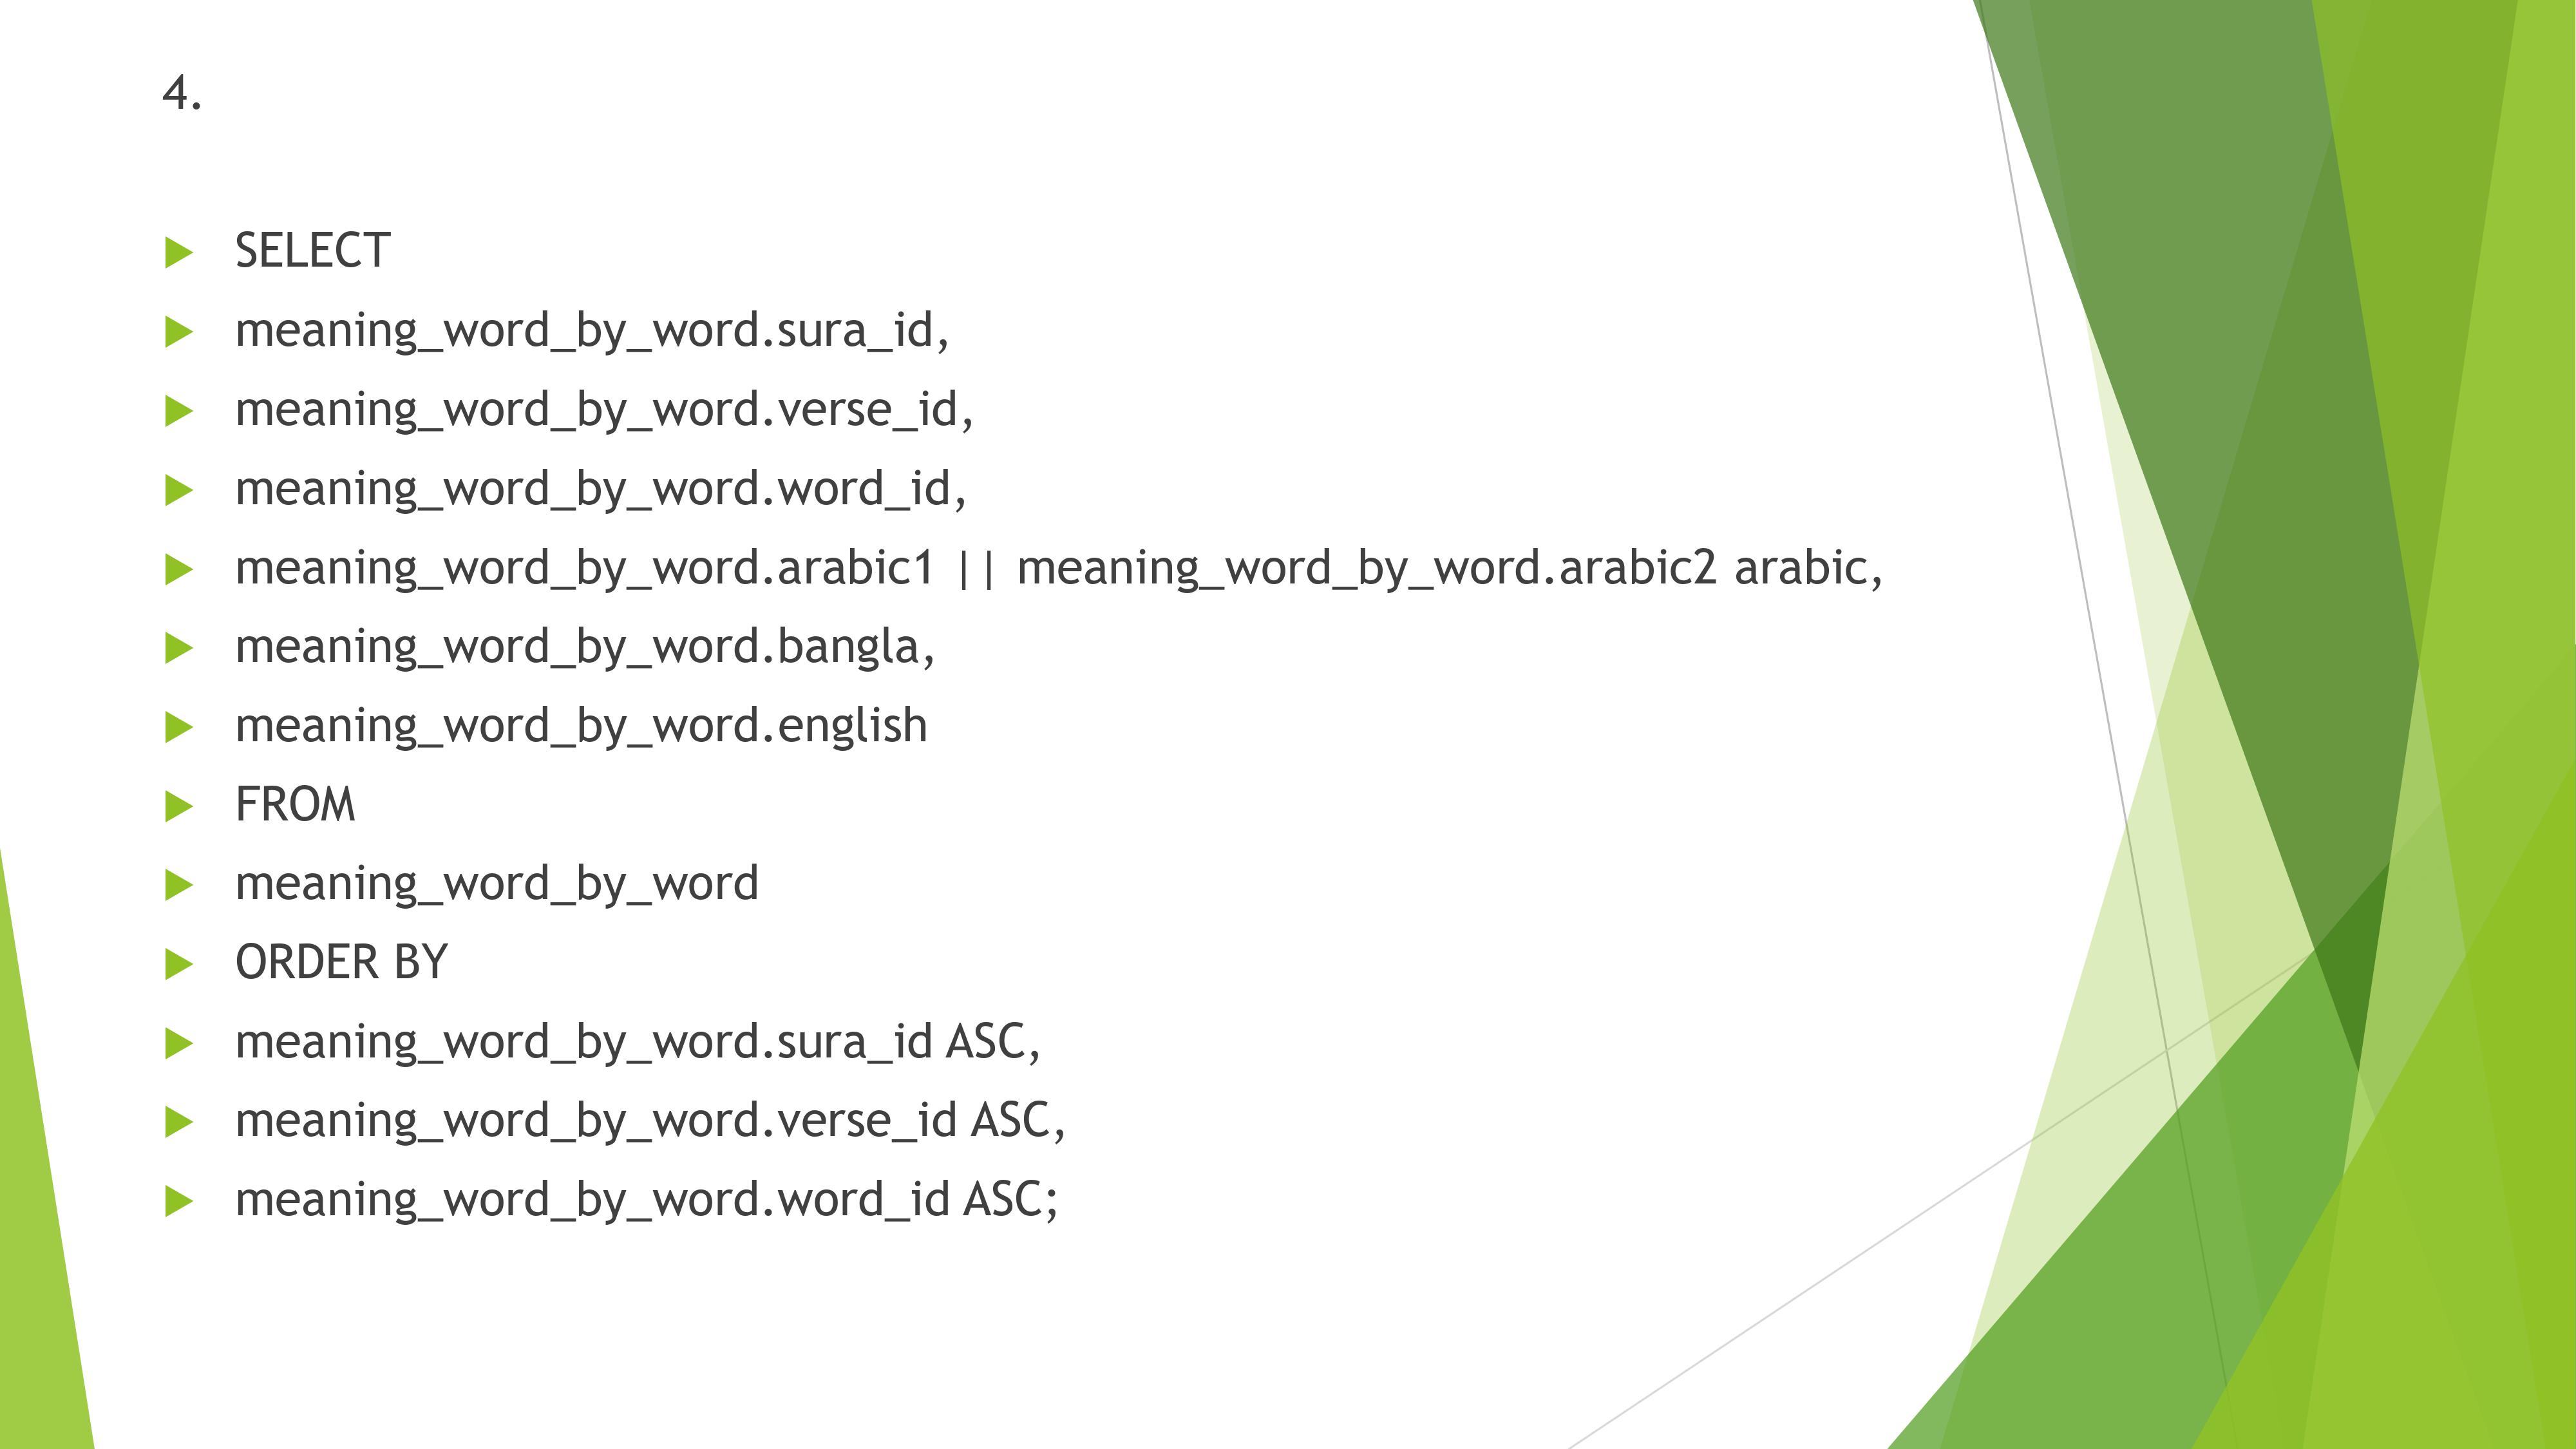 4.
SELECT
meaning_word_by_word.sura_id,
meaning_word_by_word.verse_id,
meaning_word_by_word.word_id,
meaning_word_by_word.arabic1 || meaning_word_by_word.arabic2 arabic,
meaning_word_by_word.bangla,
meaning_word_by_word.english
FROM
meaning_word_by_word
ORDER BY
meaning_word_by_word.sura_id ASC,
meaning_word_by_word.verse_id ASC,
meaning_word_by_word.word_id ASC;